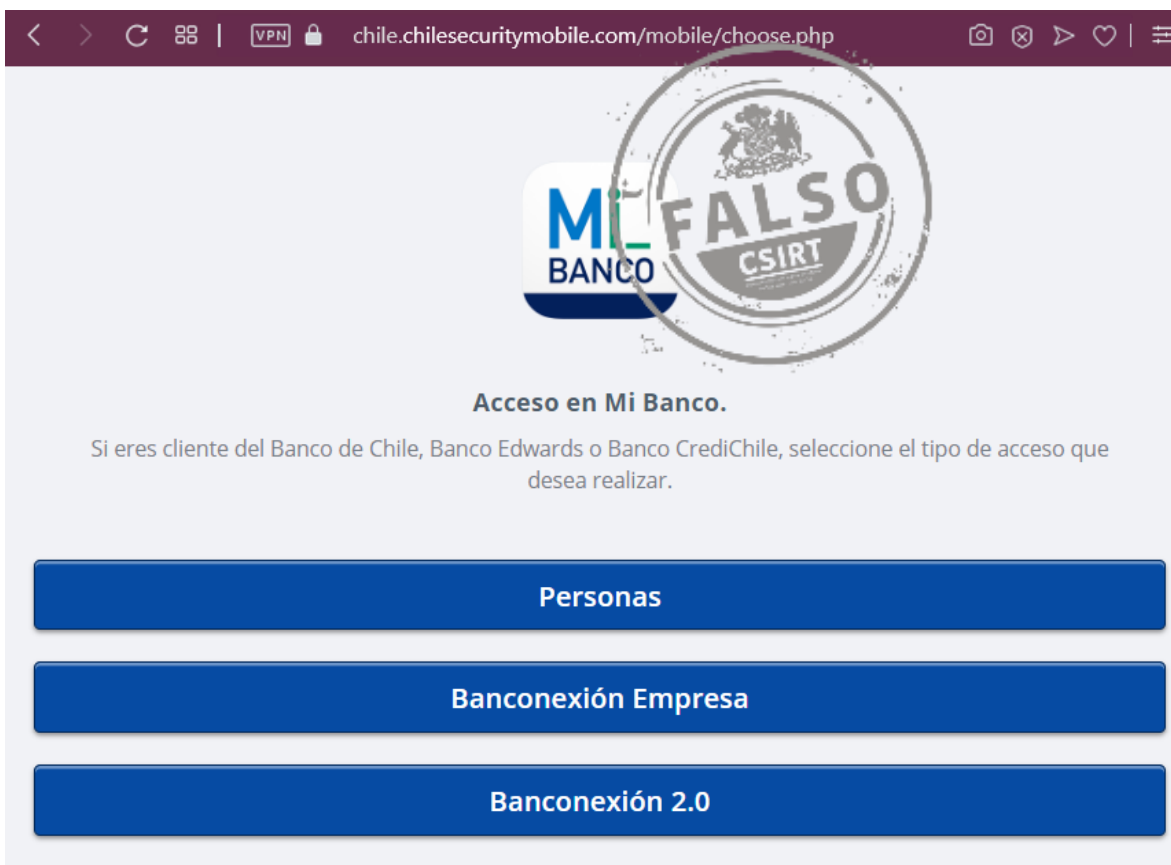 VPN chile.chilesecuritymobile.com/mobile/choose.php
Mi
BANCO
FALSO
CSIRT
Acceso en Mi Banco.
Si eres cliente del Banco de Chile, Banco Edwards o Banco CrediChile, seleccione el tipo de acceso que
desea realizar.
Personas
Banconexión Empresa
Banconexión 2.0